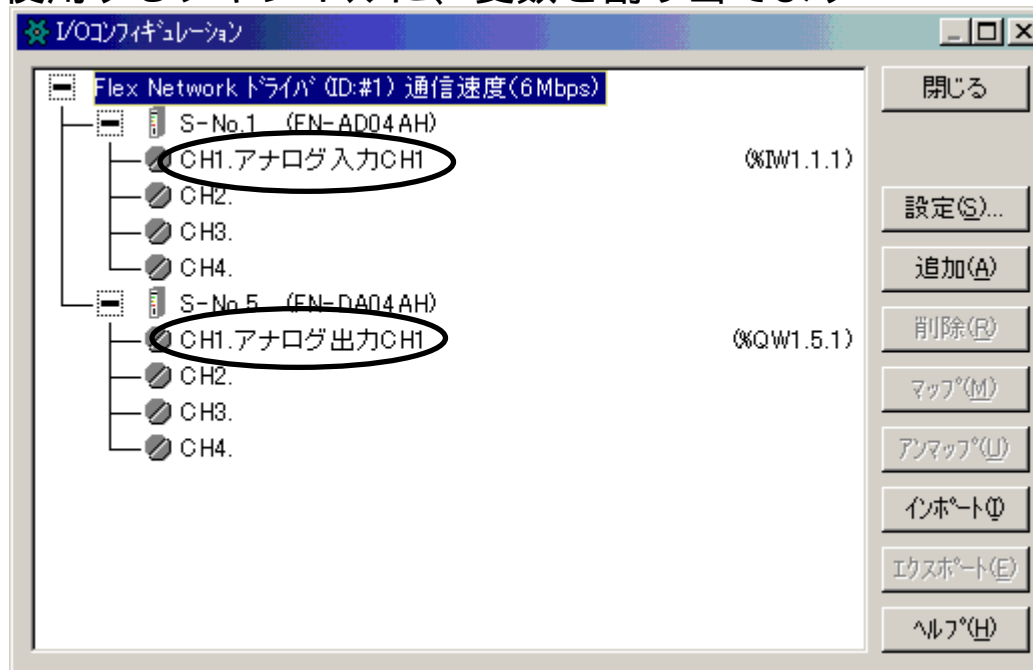 I/Oコンフィギュレーション
Flex Network ドライバ (ID:#1) 通信速度(6Mbps)
S-No.1 (FN-AD04AH)
CH1.アナログ入力CH1 (%IW1.1.1)
CH2.
CH3.
CH4.
S-No.5 (FN-DA04AH)
CH1.アナログ出力CH1 (%QW1.5.1)
CH2.
CH3.
CH4.
閉じる
設定(S)...
追加(A)
削除(R)
マップ(M)
アンマップ(U)
インポート(I)
エクスポート(E)
ヘルプ(H)